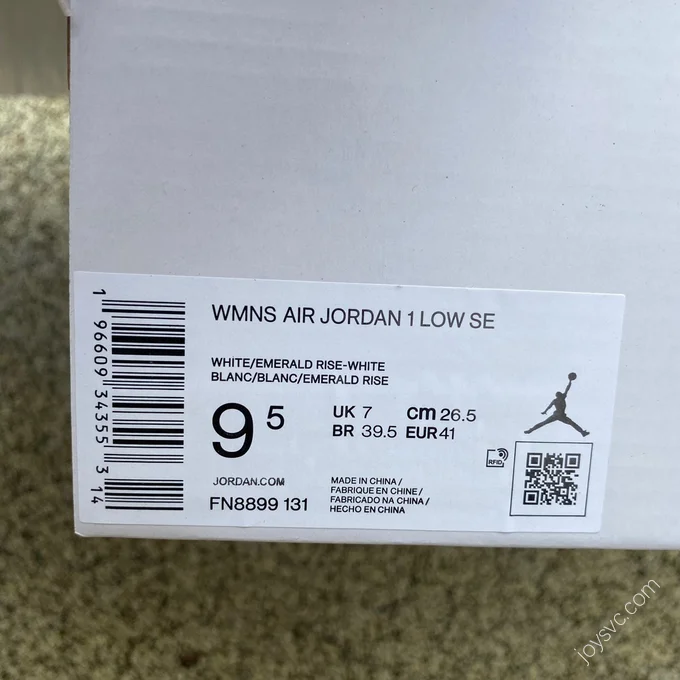 WMNS AIR JORDAN 1 LOW SE
WHITE/EMERALD RISE-WHITE
BLANC/BLANC/EMERALD RISE
9 5
UK 7 cm 26.5
BR 39.5 EUR 41
RFID
JORDAN.COM
FN8899 131
MADE IN CHINA /
FABRIQUE EN CHINE /
FABRICADO NA CHINA /
HECHO EN CHINA
1 96609 34355 3 14
joysvc.com